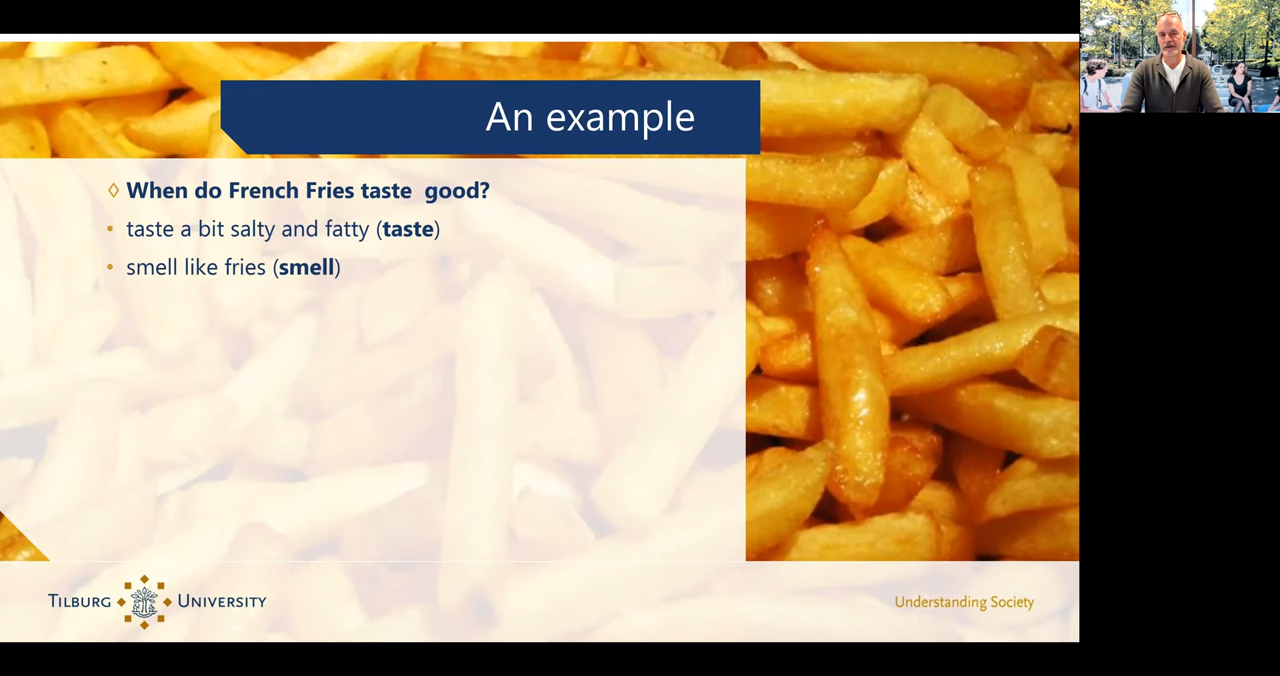 An example
◊ When do French Fries taste  good?
• taste a bit salty and fatty (taste)
• smell like fries (smell)
TILBURG UNIVERSITY
Understanding Society